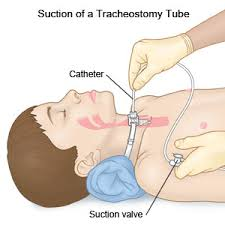 Suction of a Tracheostomy Tube
Catheter
Suction valve